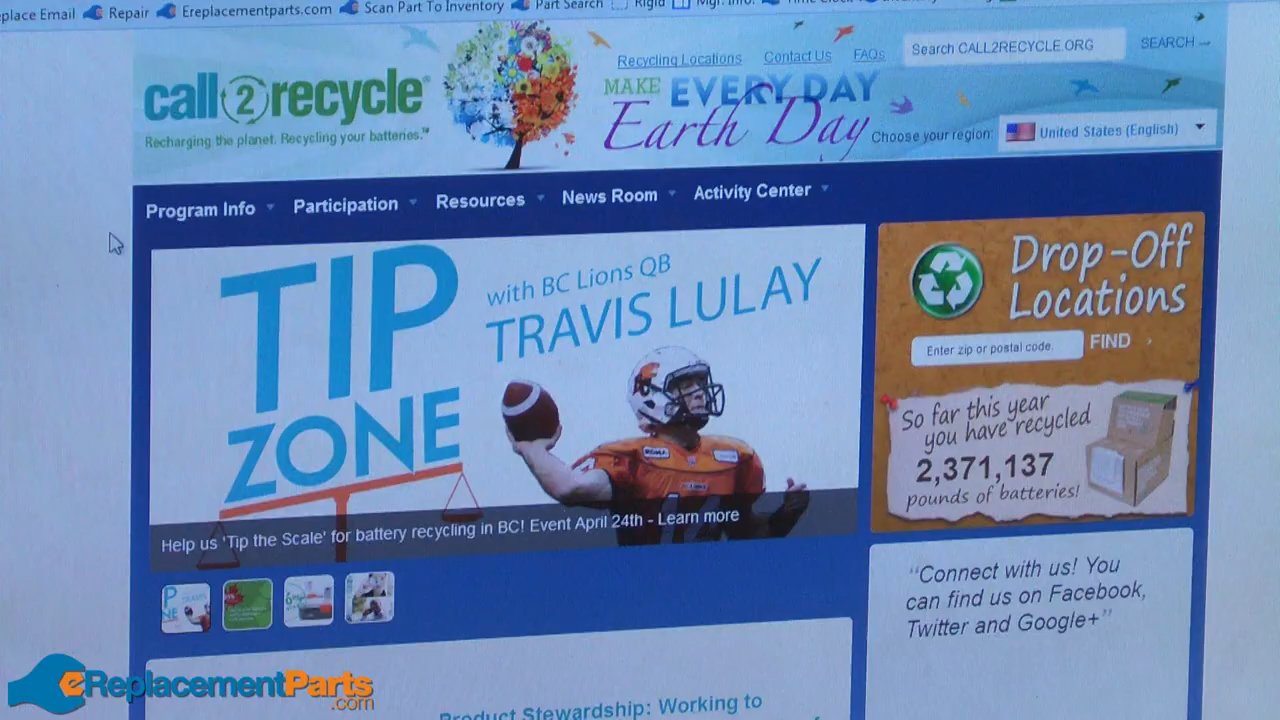 place Email Repair Ereplacementparts.com Scan Part To Inventory Part Search Rigid Mgr. Info.
Recycling Locations Contact Us FAQs Search CALL2RECYCLE.ORG SEARCH
call2recycle®
Recharging the planet. Recycling your batteries.™
MAKE EVERY DAY
Earth Day
Choose your region: United States (English)
Program Info Participation Resources News Room Activity Center
TIP
ZONE
with BC Lions QB
TRAVIS LULAY
Help us 'Tip the Scale' for battery recycling in BC! Event April 24th - Learn more
Drop-Off
Locations
Enter zip or postal code. FIND
So far this year
you have recycled
2,371,137
pounds of batteries!
“Connect with us! You
can find us on Facebook,
Twitter and Google+”
Product Stewardship: Working to
eReplacementParts
.com